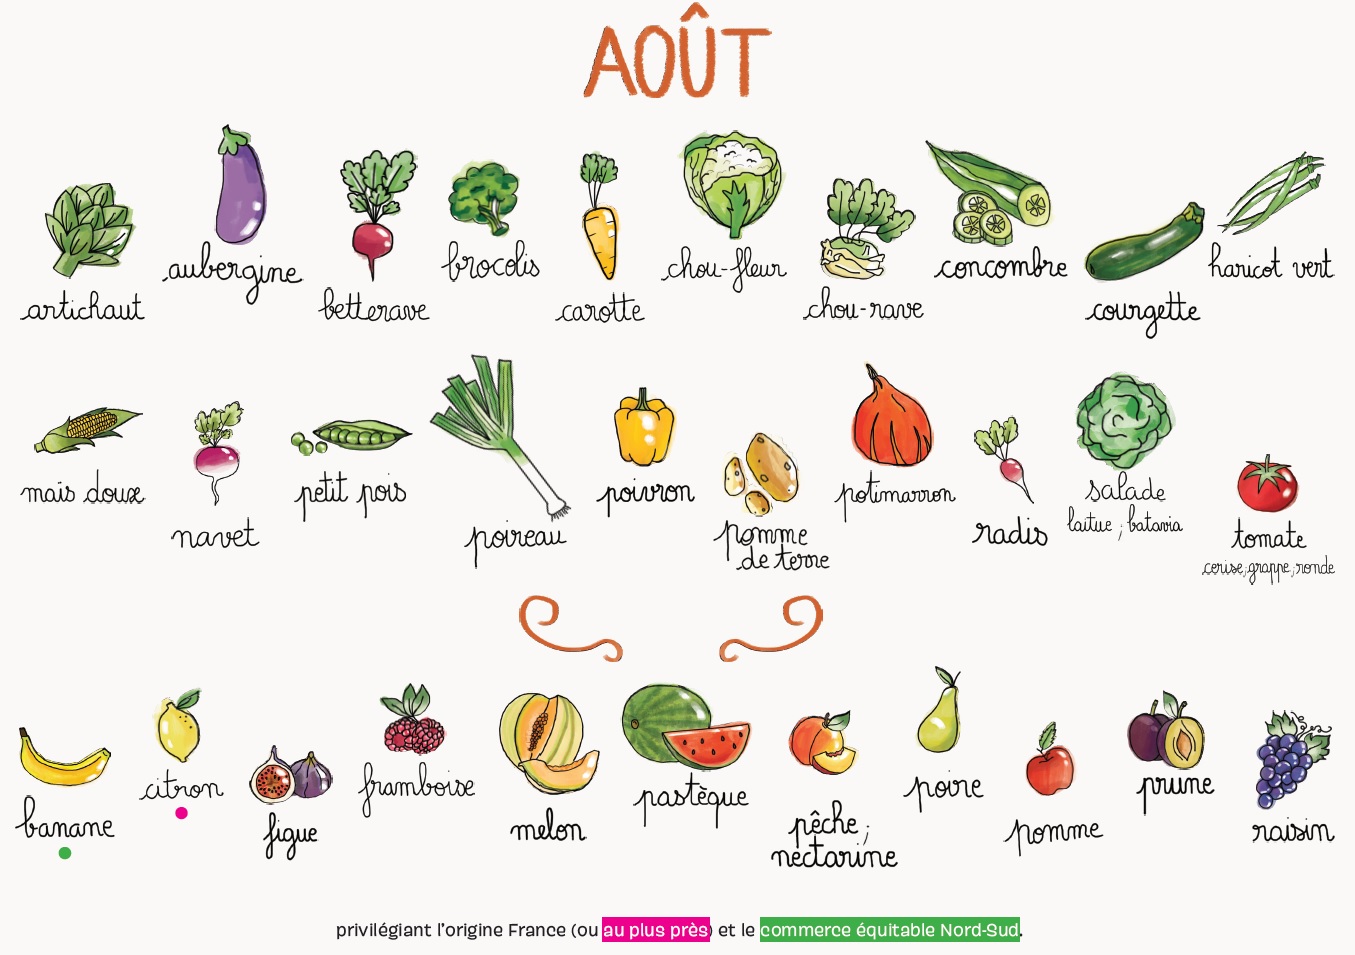 AOÛT
artichaut
aubergine
betterave
brocolis
carotte
chou-fleur
chou-rave
concombre
courgette
haricot vert
maïs doux
navet
petit pois
poireau
poivron
pomme
de terre
potimarron
radis
salade
laitue ; batavia
tomate
cerise ; grappe ; ronde
banane
citron
figue
framboise
melon
pastèque
pêche ;
nectarine
poire
pomme
prune
raisin
privilégiant l'origine France (ou au plus près) et le commerce équitable Nord-Sud.